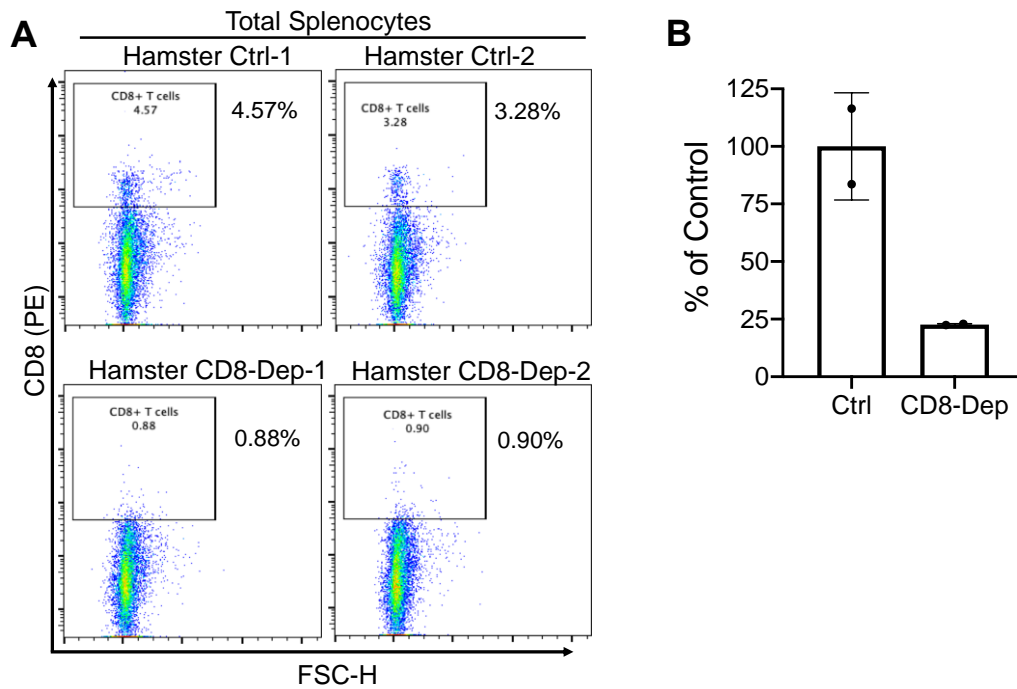 A
Total Splenocytes
Hamster Ctrl-1
Hamster Ctrl-2
CD8+ T cells
4.57
4.57%
CD8+ T cells
3.28
3.28%
Hamster CD8-Dep-1
Hamster CD8-Dep-2
CD8+ T cells
0.88
0.88%
CD8+ T cells
0.90
0.90%
CD8 (PE)
FSC-H
B
% of Control
125
100
75
50
25
0
Ctrl
CD8-Dep